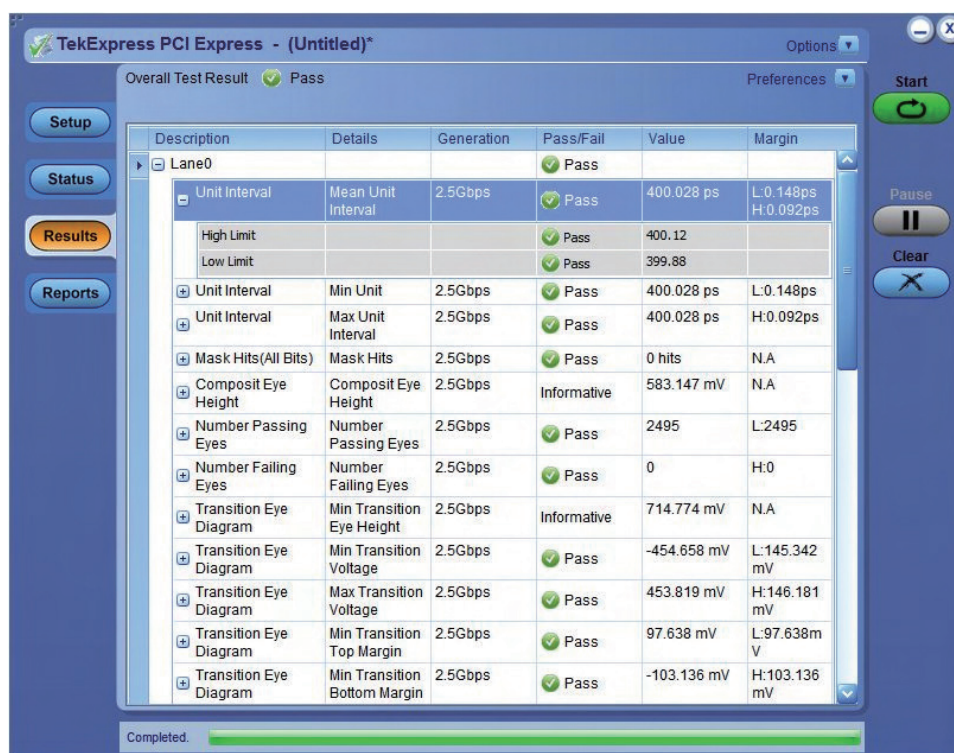 TekExpress PCI Express - (Untitled)*
Options
Overall Test Result Pass
Preferences
Start
Setup
Status
Results
Reports
Pause
Clear
Description Details Generation Pass/Fail Value Margin
Lane0 Pass
Unit Interval Mean Unit Interval 2.5Gbps Pass 400.028 ps L:0.148ps H:0.092ps
High Limit Pass 400.12
Low Limit Pass 399.88
Unit Interval Min Unit 2.5Gbps Pass 400.028 ps L:0.148ps
Unit Interval Max Unit Interval 2.5Gbps Pass 400.028 ps H:0.092ps
Mask Hits(All Bits) Mask Hits 2.5Gbps Pass 0 hits N.A
Composit Eye Height Composit Eye Height 2.5Gbps Informative 583.147 mV N.A
Number Passing Eyes Number Passing Eyes 2.5Gbps Pass 2495 L:2495
Number Failing Eyes Number Failing Eyes 2.5Gbps Pass 0 H:0
Transition Eye Diagram Min Transition Eye Height 2.5Gbps Informative 714.774 mV N.A
Transition Eye Diagram Min Transition Voltage 2.5Gbps Pass -454.658 mV L:145.342 mV
Transition Eye Diagram Max Transition Voltage 2.5Gbps Pass 453.819 mV H:146.181 mV
Transition Eye Diagram Min Transition Top Margin 2.5Gbps Pass 97.638 mV L:97.638m V
Transition Eye Diagram Min Transition Bottom Margin 2.5Gbps Pass -103.136 mV H:103.136 mV
Completed.